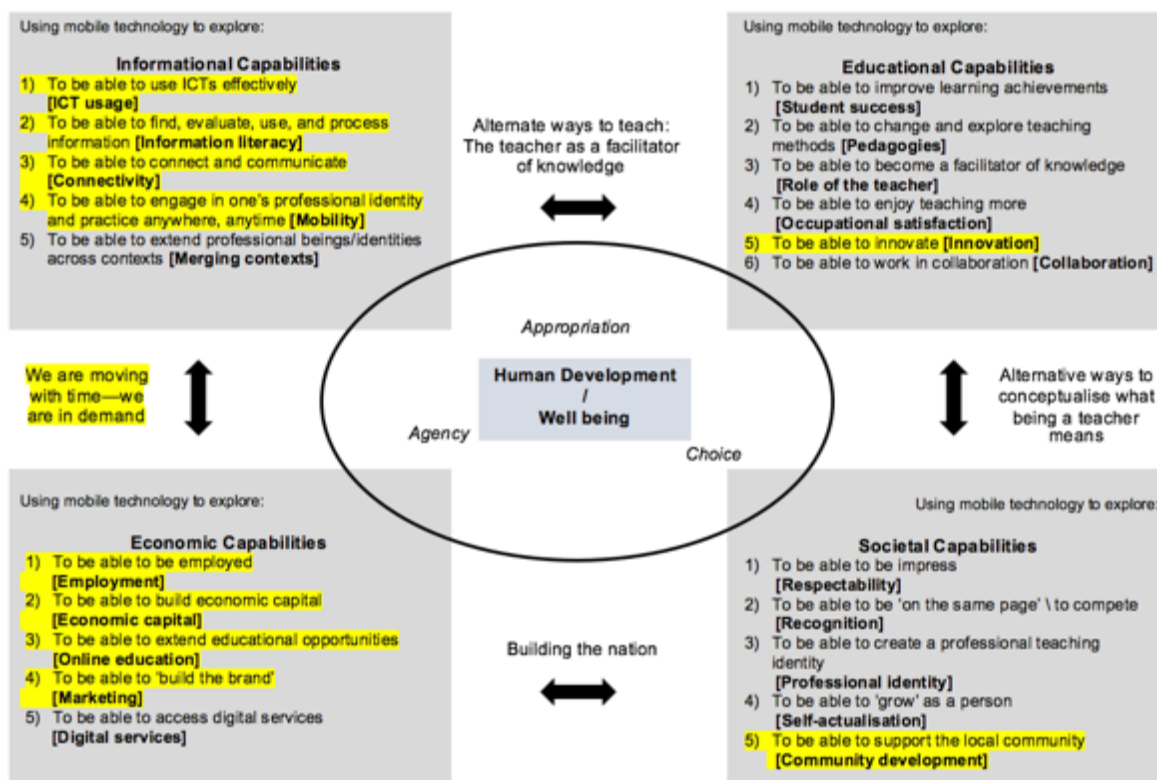 Using mobile technology to explore:
Informational Capabilities
1) To be able to use ICTs effectively
[ICT usage]
2) To be able to find, evaluate, use, and process
information [Information literacy]
3) To be able to connect and communicate
[Connectivity]
4) To be able to engage in one's professional identity
and practice anywhere, anytime [Mobility]
5) To be able to extend professional beings/identities
across contexts [Merging contexts]
Alternate ways to teach:
The teacher as a facilitator
of knowledge
Using mobile technology to explore:
Educational Capabilities
1) To be able to improve learning achievements
[Student success]
2) To be able to change and explore teaching
methods [Pedagogies]
3) To be able to become a facilitator of knowledge
[Role of the teacher]
4) To be able to enjoy teaching more
[Occupational satisfaction]
5) To be able to innovate [Innovation]
6) To be able to work in collaboration [Collaboration]
We are moving
with time—we
are in demand
Appropriation
Human Development
/
Well being
Agency
Choice
Alternative ways to
conceptualise what
being a teacher
means
Using mobile technology to explore:
Economic Capabilities
1) To be able to be employed
[Employment]
2) To be able to build economic capital
[Economic capital]
3) To be able to extend educational opportunities
[Online education]
4) To be able to 'build the brand'
[Marketing]
5) To be able to access digital services
[Digital services]
Building the nation
Using mobile technology to explore:
Societal Capabilities
1) To be able to be impress
[Respectability]
2) To be able to be 'on the same page' \ to compete
[Recognition]
3) To be able to create a professional teaching
identity
[Professional identity]
4) To be able to 'grow' as a person
[Self-actualisation]
5) To be able to support the local community
[Community development]